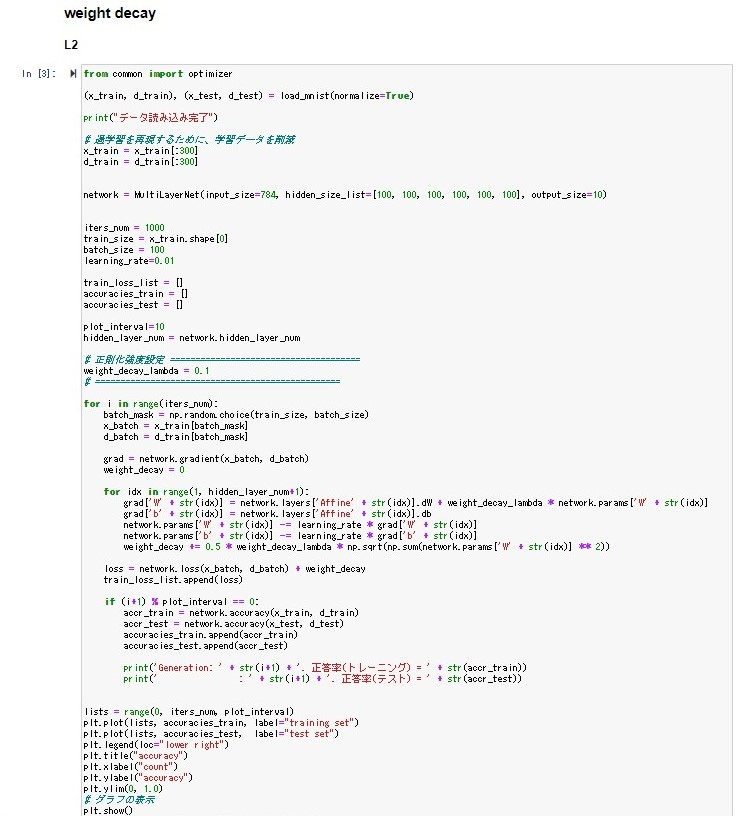 weight decay
L2
In [3]:
from common import optimizer
(x_train, d_train), (x_test, d_test) = load_mnist(normalize=True)
print("データ読み込み完了")
# 過学習を再現するために、学習データを削減
x_train = x_train[:300]
d_train = d_train[:300]
network = MultiLayerNet(input_size=784, hidden_size_list=[100, 100, 100, 100, 100, 100], output_size=10)
iters_num = 1000
train_size = x_train.shape[0]
batch_size = 100
learning_rate=0.01
train_loss_list = []
accuracies_train = []
accuracies_test = []
plot_interval=10
hidden_layer_num = network.hidden_layer_num
# 正則化強度設定 ======================================
weight_decay_lambda = 0.1
# =================================================
for i in range(iters_num):
    batch_mask = np.random.choice(train_size, batch_size)
    x_batch = x_train[batch_mask]
    d_batch = d_train[batch_mask]
    grad = network.gradient(x_batch, d_batch)
    weight_decay = 0
    for idx in range(1, hidden_layer_num+1):
        grad['W' + str(idx)] = network.layers['Affine' + str(idx)].dW + weight_decay_lambda * network.params['W' + str(idx)]
        grad['b' + str(idx)] = network.layers['Affine' + str(idx)].db
        network.params['W' + str(idx)] -= learning_rate * grad['W' + str(idx)]
        network.params['b' + str(idx)] -= learning_rate * grad['b' + str(idx)]
        weight_decay += 0.5 * weight_decay_lambda * np.sqrt(np.sum(network.params['W' + str(idx)] ** 2))
    loss = network.loss(x_batch, d_batch) + weight_decay
    train_loss_list.append(loss)
    if (i+1) % plot_interval == 0:
        accr_train = network.accuracy(x_train, d_train)
        accr_test = network.accuracy(x_test, d_test)
        accuracies_train.append(accr_train)
        accuracies_test.append(accr_test)
        print('Generation: ' + str(i+1) + '. 正答率(トレーニング) = ' + str(accr_train))
        print('                : ' + str(i+1) + '. 正答率(テスト) = ' + str(accr_test))
lists = range(0, iters_num, plot_interval)
plt.plot(lists, accuracies_train, label="training set")
plt.plot(lists, accuracies_test,  label="test set")
plt.legend(loc="lower right")
plt.title("accuracy")
plt.xlabel("count")
plt.ylabel("accuracy")
plt.ylim(0, 1.0)
# グラフの表示
plt.show()